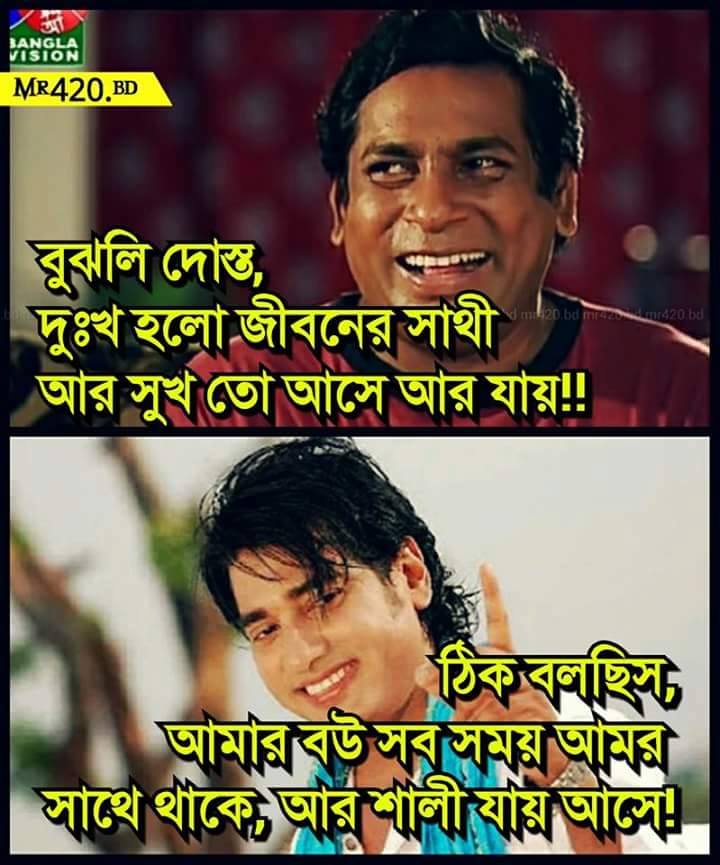 BANGLA
VISION
MR420.BD
বুঝলি দোস্ত,
দুঃখ হলো জীবনের সাথী
আর সুখ তো আসে আর যায়!!
ঠিক বলছিস,
আমার বউ সব সময় আমর
সাথে থাকে, আর শালী যায় আসে!